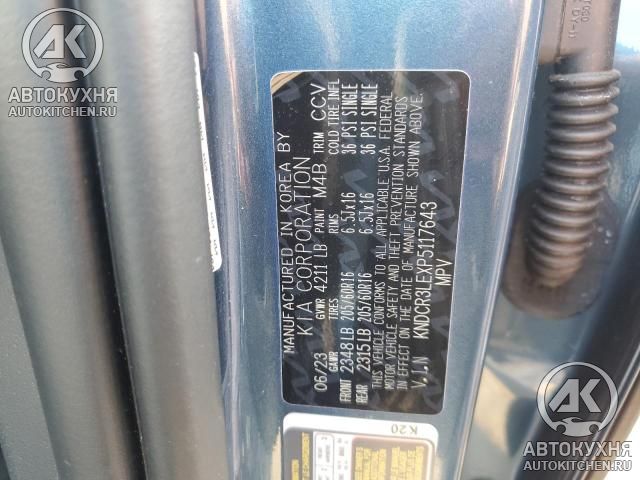 АВТОКУХНЯ
AUTOKITCHEN.RU
MANUFACTURED IN KOREA BY
KIA CORPORATION
06/23 GVWR 4211 LB PAINT M4B TRIM CCV
GAWR TIRES RIMS COLD TIRE INFL
FRONT 2348 LB 205/60R16 6.5JX16 36 PSI SINGLE
REAR 2315 LB 205/60R16 6.5JX16 36 PSI SINGLE
THIS VEHICLE CONFORMS TO ALL APPLICABLE U.S.A. FEDERAL
MOTOR VEHICLE SAFETY AND THEFT PREVENTION STANDARDS
IN EFFECT ON THE DATE OF MANUFACTURE SHOWN ABOVE.
V.I.N KNDCR3LEXP5117643
MPV
K20
АВТОКУХНЯ
AUTOKITCHEN.RU